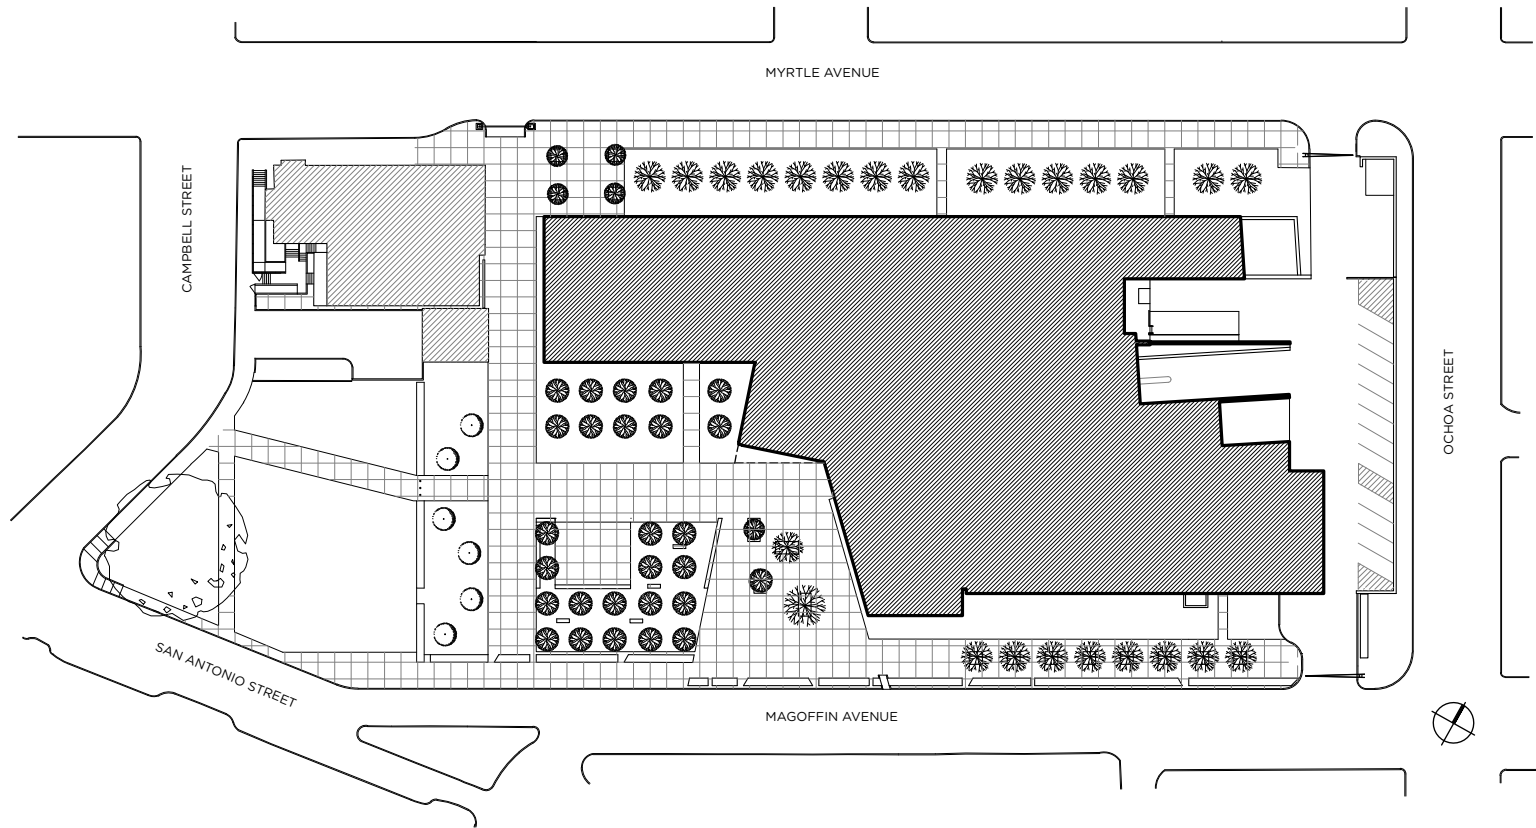 MYRTLE AVENUE
CAMPBELL STREET
OCHOA STREET
SAN ANTONIO STREET
MAGOFFIN AVENUE